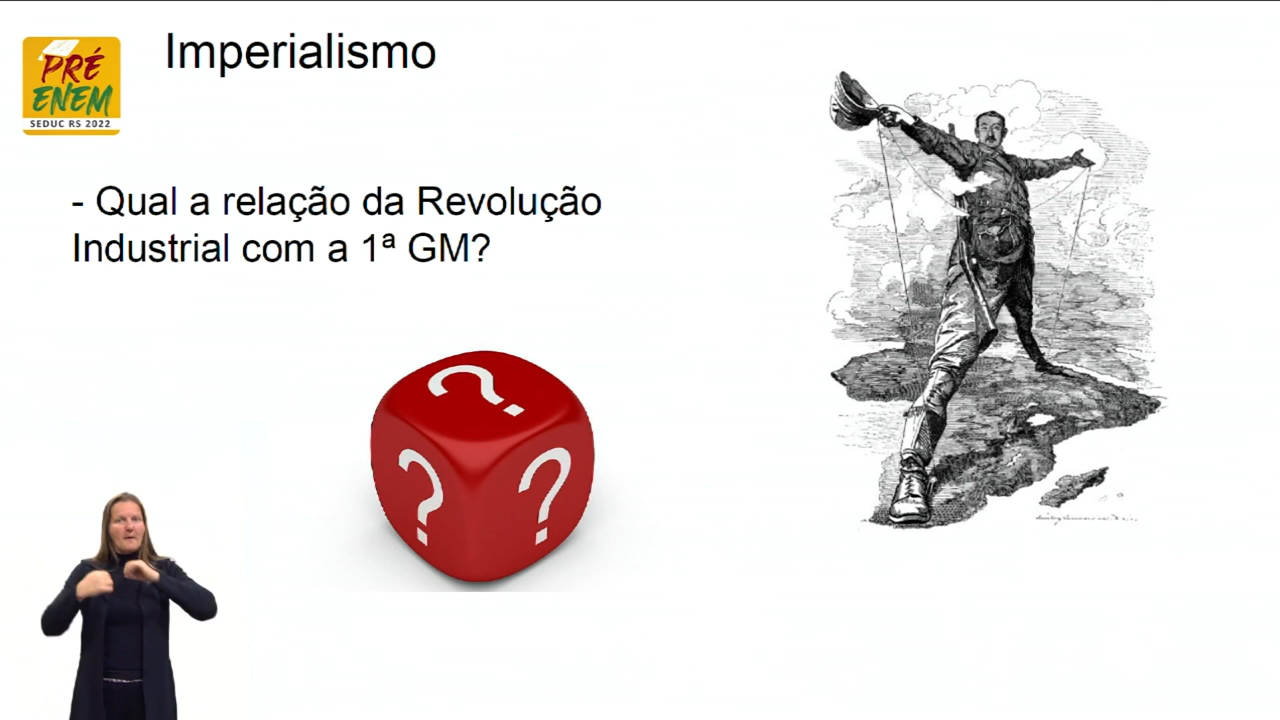 Imperialismo
PRÉ
ENEM
SEDUC RS 2022
- Qual a relação da Revolução
Industrial com a 1ª GM?
?
? ?